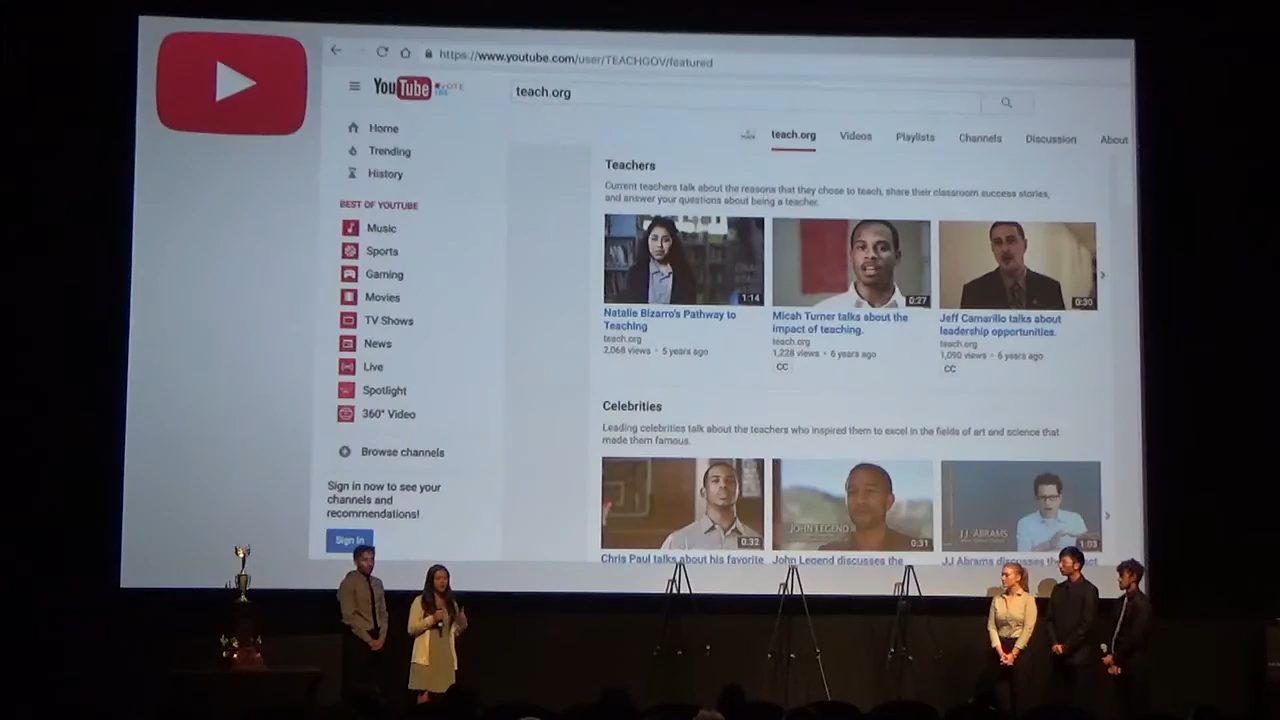 https://www.youtube.com/user/TEACHGOV/featured
YouTube
teach.org
Home
Trending
History
BEST OF YOUTUBE
Music
Sports
Gaming
Movies
TV Shows
News
Live
Spotlight
360° Video
Browse channels
Sign in now to see your
channels and
recommendations!
Sign in
teach.org Videos Playlists Channels Discussion About
Teachers
Current teachers talk about the reasons that they chose to teach, share their classroom success stories,
and answer your questions about being a teacher.
1:14
Natalie Bizarro's Pathway to
Teaching
teach.org
2,068 views • 5 years ago
0:27
Micah Turner talks about the
impact of teaching.
teach.org
1,228 views • 6 years ago
CC
0:30
Jeff Camarillo talks about
leadership opportunities.
teach.org
1,090 views • 6 years ago
CC
Celebrities
Leading celebrities talk about the teachers who inspired them to excel in the fields of art and science that
made them famous.
0:32
Chris Paul talks about his favorite
JOHN LEGEND
0:31
John Legend discusses the
J.J. ABRAMS
1:03
JJ Abrams discusses the